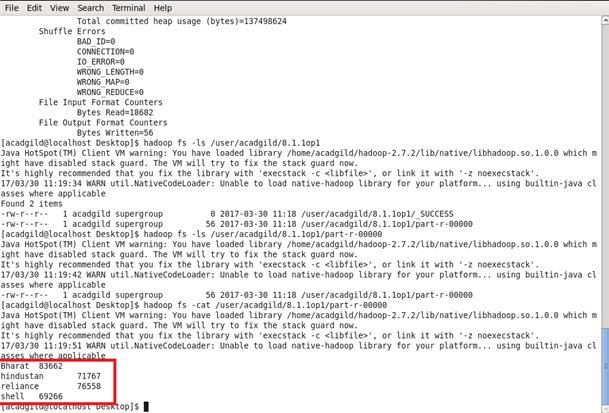 File Edit View Search Terminal Help
Total committed heap usage (bytes)=137498624
Shuffle Errors
BAD_ID=0
CONNECTION=0
IO_ERROR=0
WRONG_LENGTH=0
WRONG_MAP=0
WRONG_REDUCE=0
File Input Format Counters
Bytes Read=18682
File Output Format Counters
Bytes Written=56
[acadgild@localhost Desktop]$ hadoop fs -ls /user/acadgild/8.1.1op1
Java HotSpot(TM) Client VM warning: You have loaded library /home/acadgild/hadoop-2.7.2/lib/native/libhadoop.so.1.0.0 which m
ight have disabled stack guard. The VM will try to fix the stack guard now.
It's highly recommended that you fix the library with 'execstack -c <libfile>', or link it with '-z noexecstack'.
17/03/30 11:19:34 WARN util.NativeCodeLoader: Unable to load native-hadoop library for your platform... using builtin-java cl
asses where applicable
Found 2 items
-rw-r--r-- 1 acadgild supergroup 0 2017-03-30 11:18 /user/acadgild/8.1.1op1/_SUCCESS
-rw-r--r-- 1 acadgild supergroup 56 2017-03-30 11:18 /user/acadgild/8.1.1op1/part-r-00000
[acadgild@localhost Desktop]$ hadoop fs -ls /user/acadgild/8.1.1op1/part-r-00000
Java HotSpot(TM) Client VM warning: You have loaded library /home/acadgild/hadoop-2.7.2/lib/native/libhadoop.so.1.0.0 which m
ight have disabled stack guard. The VM will try to fix the stack guard now.
It's highly recommended that you fix the library with 'execstack -c <libfile>', or link it with '-z noexecstack'.
17/03/30 11:19:42 WARN util.NativeCodeLoader: Unable to load native-hadoop library for your platform... using builtin-java cl
asses where applicable
-rw-r--r-- 1 acadgild supergroup 56 2017-03-30 11:18 /user/acadgild/8.1.1op1/part-r-00000
[acadgild@localhost Desktop]$ hadoop fs -cat /user/acadgild/8.1.1op1/part-r-00000
Java HotSpot(TM) Client VM warning: You have loaded library /home/acadgild/hadoop-2.7.2/lib/native/libhadoop.so.1.0.0 which m
ight have disabled stack guard. The VM will try to fix the stack guard now.
It's highly recommended that you fix the library with 'execstack -c <libfile>', or link it with '-z noexecstack'.
17/03/30 11:19:51 WARN util.NativeCodeLoader: Unable to load native-hadoop library for your platform... using builtin-java cl
asses where applicable
Bharat 83662
hindustan 71767
reliance 76558
shell 69266
[acadgild@localhost Desktop]$